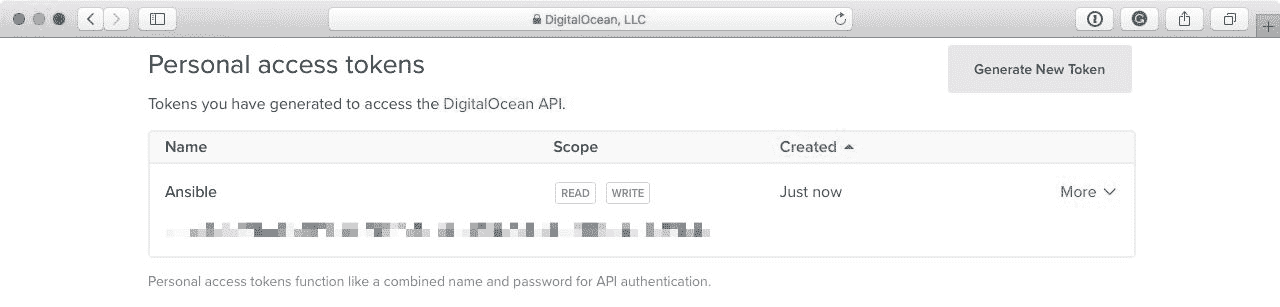 DigitalOcean, LLC
Personal access tokens
Generate New Token
Tokens you have generated to access the DigitalOcean API.
Name Scope Created
Ansible READ WRITE Just now More
Personal access tokens function like a combined name and password for API authentication.